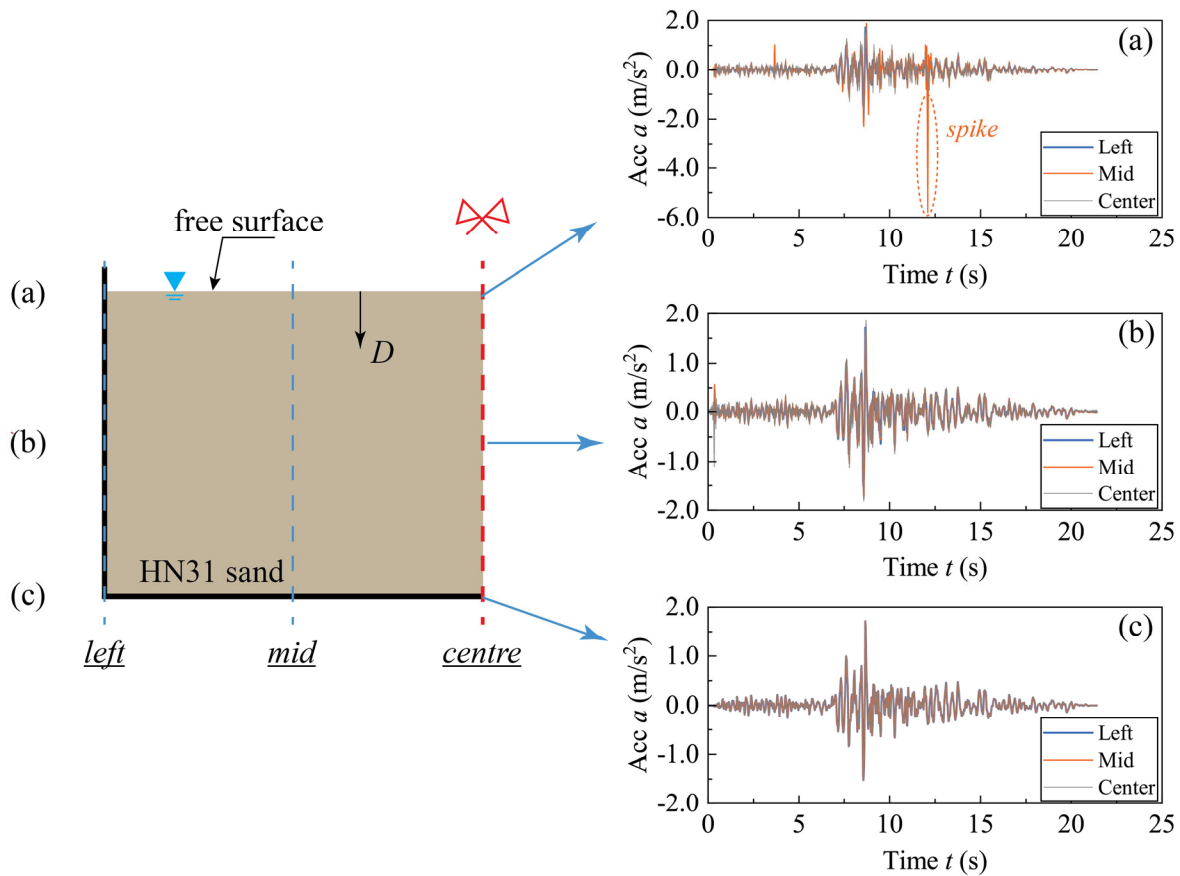 free surface
(a)
D
(b)
HN31 sand
(c)
left
mid
centre
2.0
0.0
-2.0
-4.0
-6.0
Acc a (m/s²)
(a)
spike
Left
Mid
Center
0 5 10 15 20 25
Time t (s)
2.0
1.0
0.0
-1.0
-2.0
Acc a (m/s²)
(b)
Left
Mid
Center
0 5 10 15 20 25
Time t (s)
2.0
1.0
0.0
-1.0
-2.0
Acc a (m/s²)
(c)
Left
Mid
Center
0 5 10 15 20 25
Time t (s)